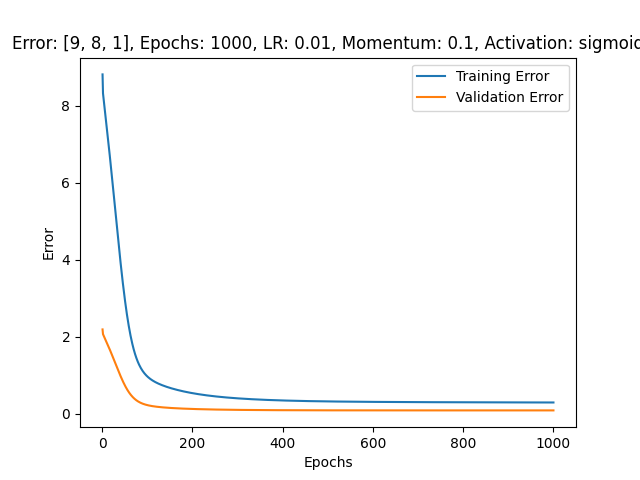 Error: [9, 8, 1], Epochs: 1000, LR: 0.01, Momentum: 0.1, Activation: sigmoid
Training Error
Validation Error
8
6
4
2
0
Error
0 200 400 600 800 1000
Epochs